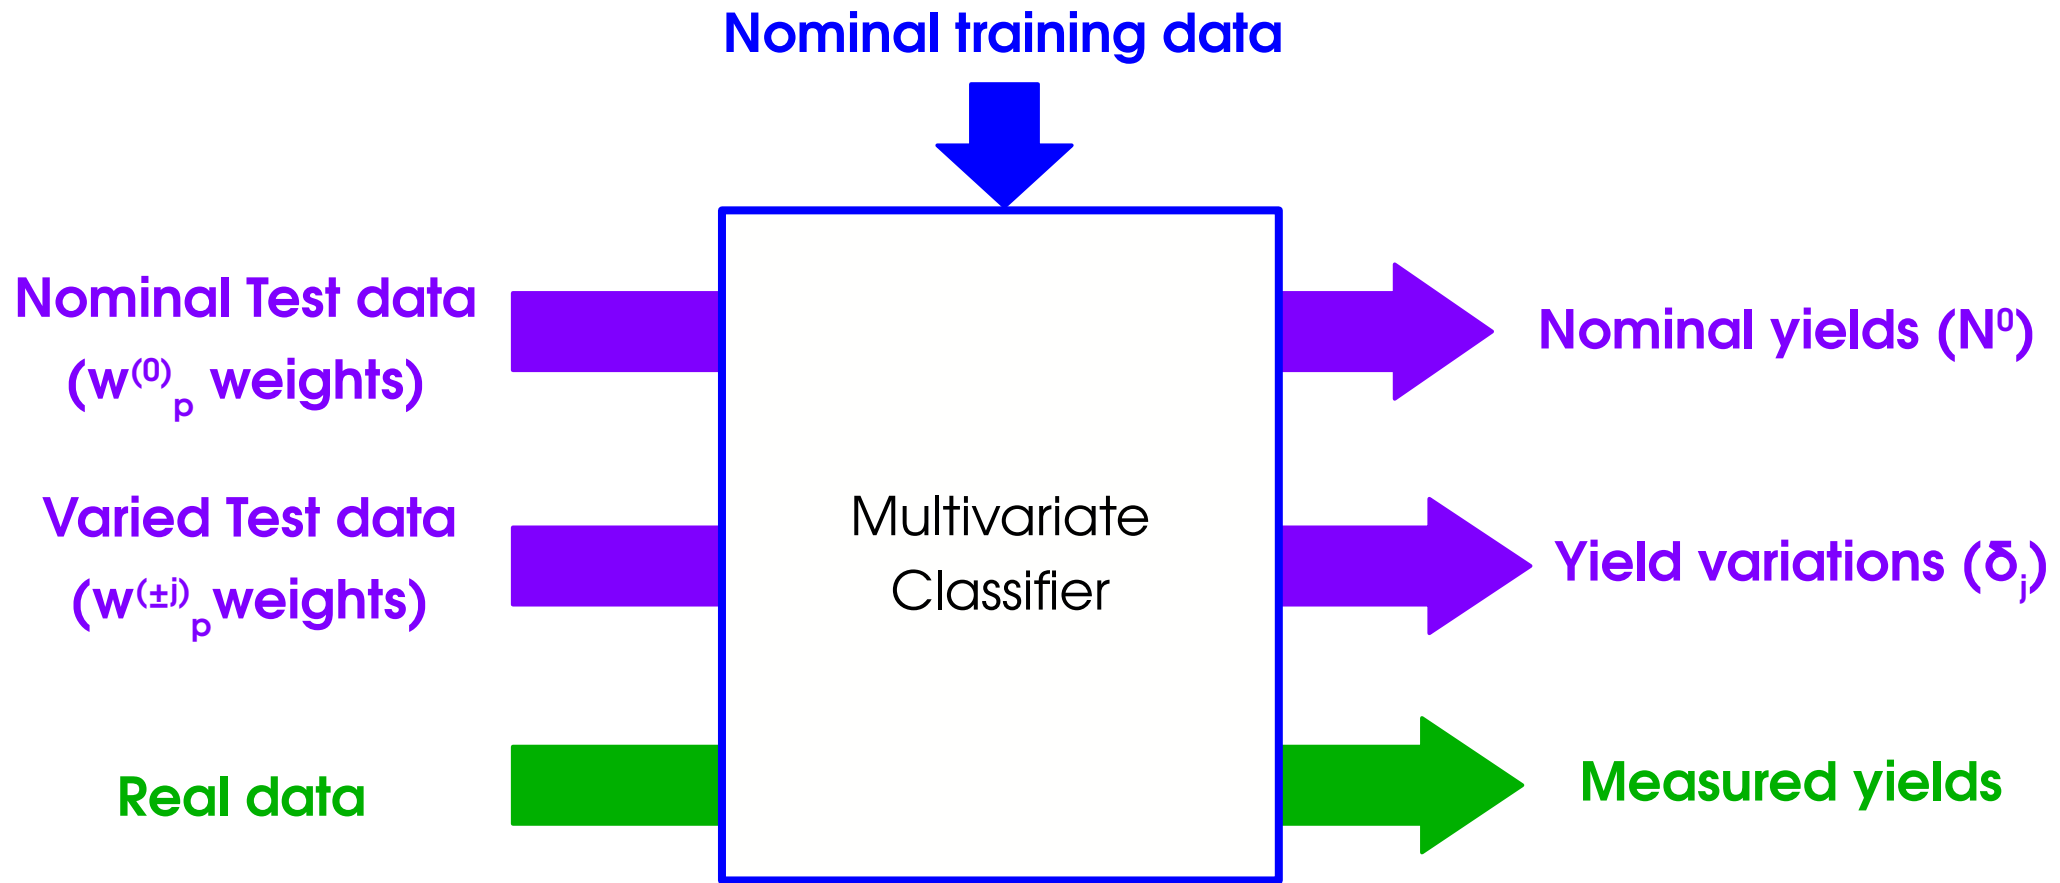 Nominal training data
Nominal Test data
(w⁽⁰⁾ₚ weights)
Nominal yields (N⁰)
Varied Test data
(w⁽±ʲ⁾ₚ weights)
Multivariate
Classifier
Yield variations (δⱼ)
Real data
Measured yields